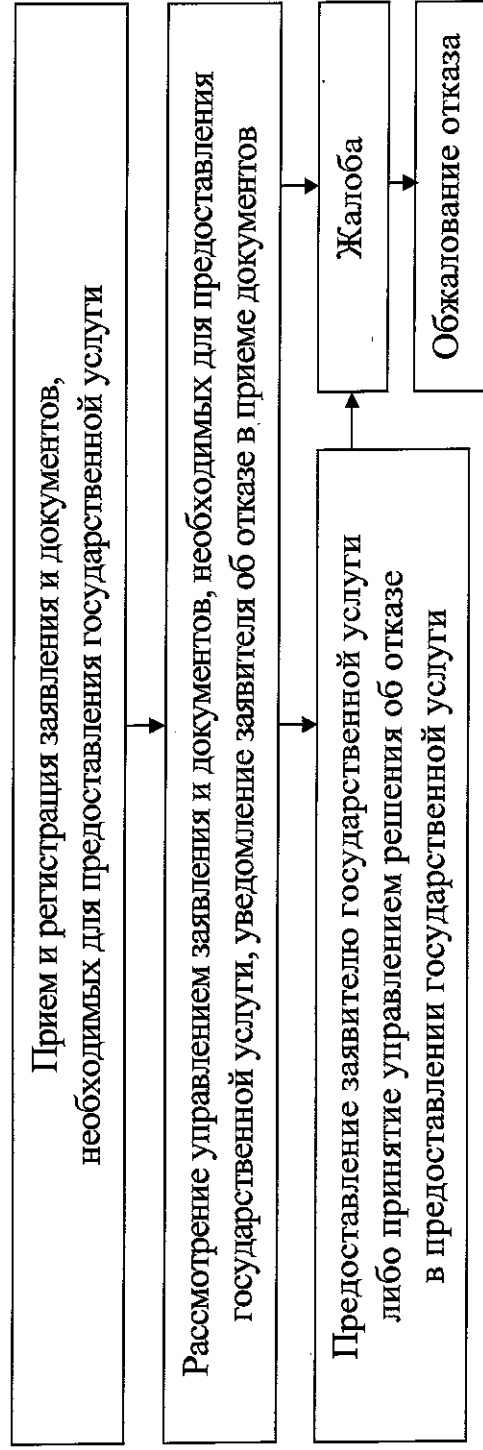 Прием и регистрация заявления и документов,
необходимых для предоставления государственной услуги
Рассмотрение управлением заявления и документов, необходимых для предоставления
государственной услуги, уведомление заявителя об отказе в приеме документов
Предоставление заявителю государственной услуги
либо принятие управлением решения об отказе
в предоставлении государственной услуги
Жалоба
Обжалование отказа